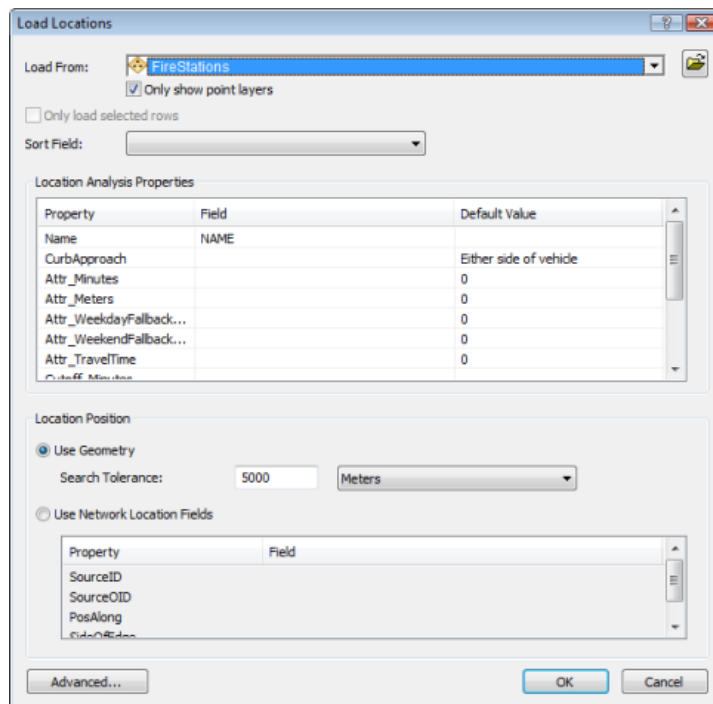 Load Locations
Load From: FireStations
Only show point layers
Only load selected rows
Sort Field:
Location Analysis Properties
Property Field Default Value
Name NAME
CurbApproach Either side of vehicle
Attr_Minutes 0
Attr_Meters 0
Attr_WeekdayFallback... 0
Attr_WeekendFallback... 0
Attr_TravelTime 0
Cutoff_Minutes
Location Position
Use Geometry
Search Tolerance: 5000 Meters
Use Network Location Fields
Property Field
SourceID
SourceOID
PosAlong
SideOfEdge
Advanced... OK Cancel